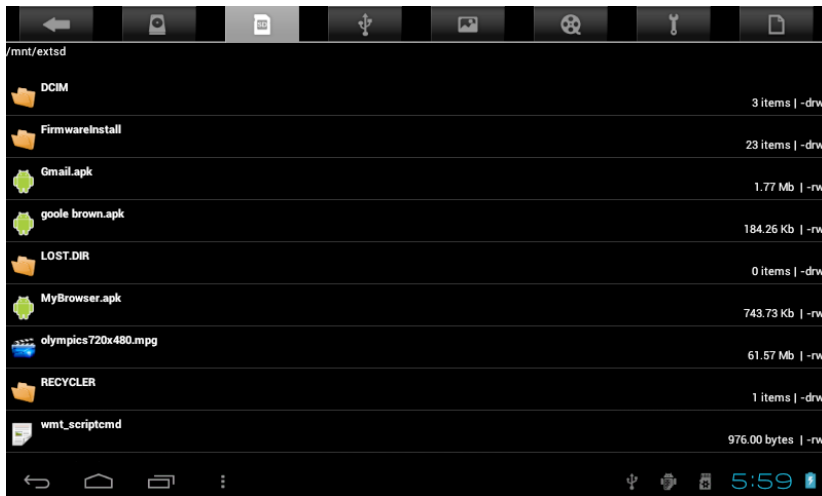 /mnt/extsd
DCIM
3 items | -drw
FirmwareInstall
23 items | -drw
Gmail.apk
1.77 Mb | -rw
goole brown.apk
184.26 Kb | -rw
LOST.DIR
0 items | -drw
MyBrowser.apk
743.73 Kb | -rw
olympics720x480.mpg
61.57 Mb | -rw
RECYCLER
1 items | -drw
wmt_scriptcmd
976.00 bytes | -rw
5:59